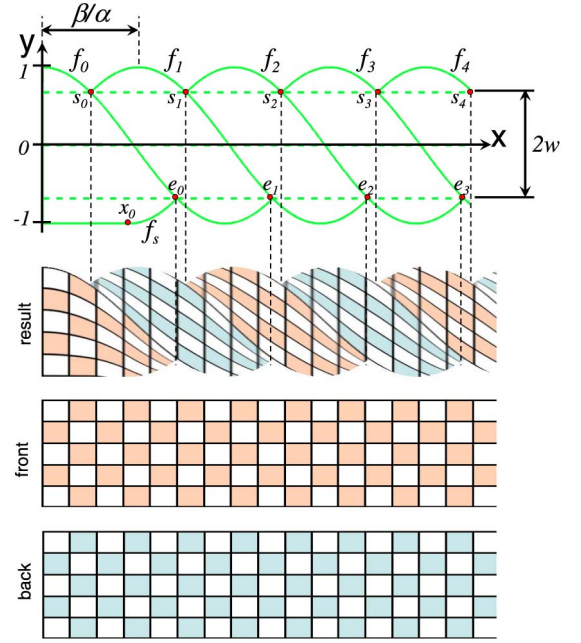 β/α
y
1
f0 f1 f2 f3 f4
s0 s1 s2 s3 s4
0
x
2w
e0 e1 e2 e3
x0
-1
fs
result
front
back